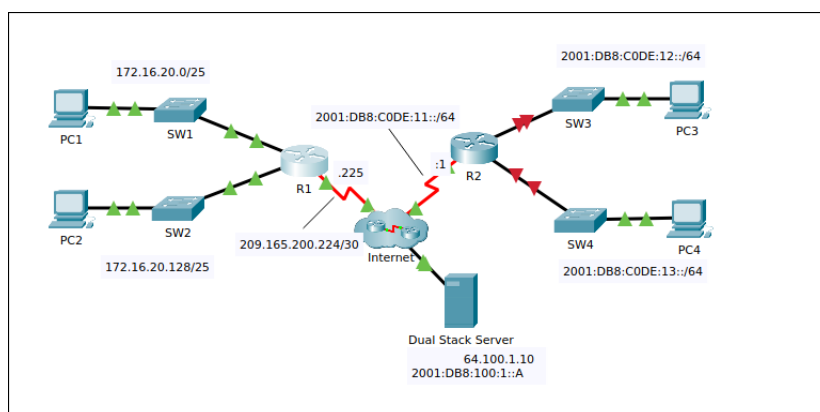 2001:DB8:C0DE:12::/64
172.16.20.0/25
2001:DB8:C0DE:11::/64
PC1
SW1
SW3
PC3
.225
:1
R1
R2
PC2
SW2
209.165.200.224/30
Internet
SW4
PC4
172.16.20.128/25
2001:DB8:C0DE:13::/64
Dual Stack Server
64.100.1.10
2001:DB8:100:1::A